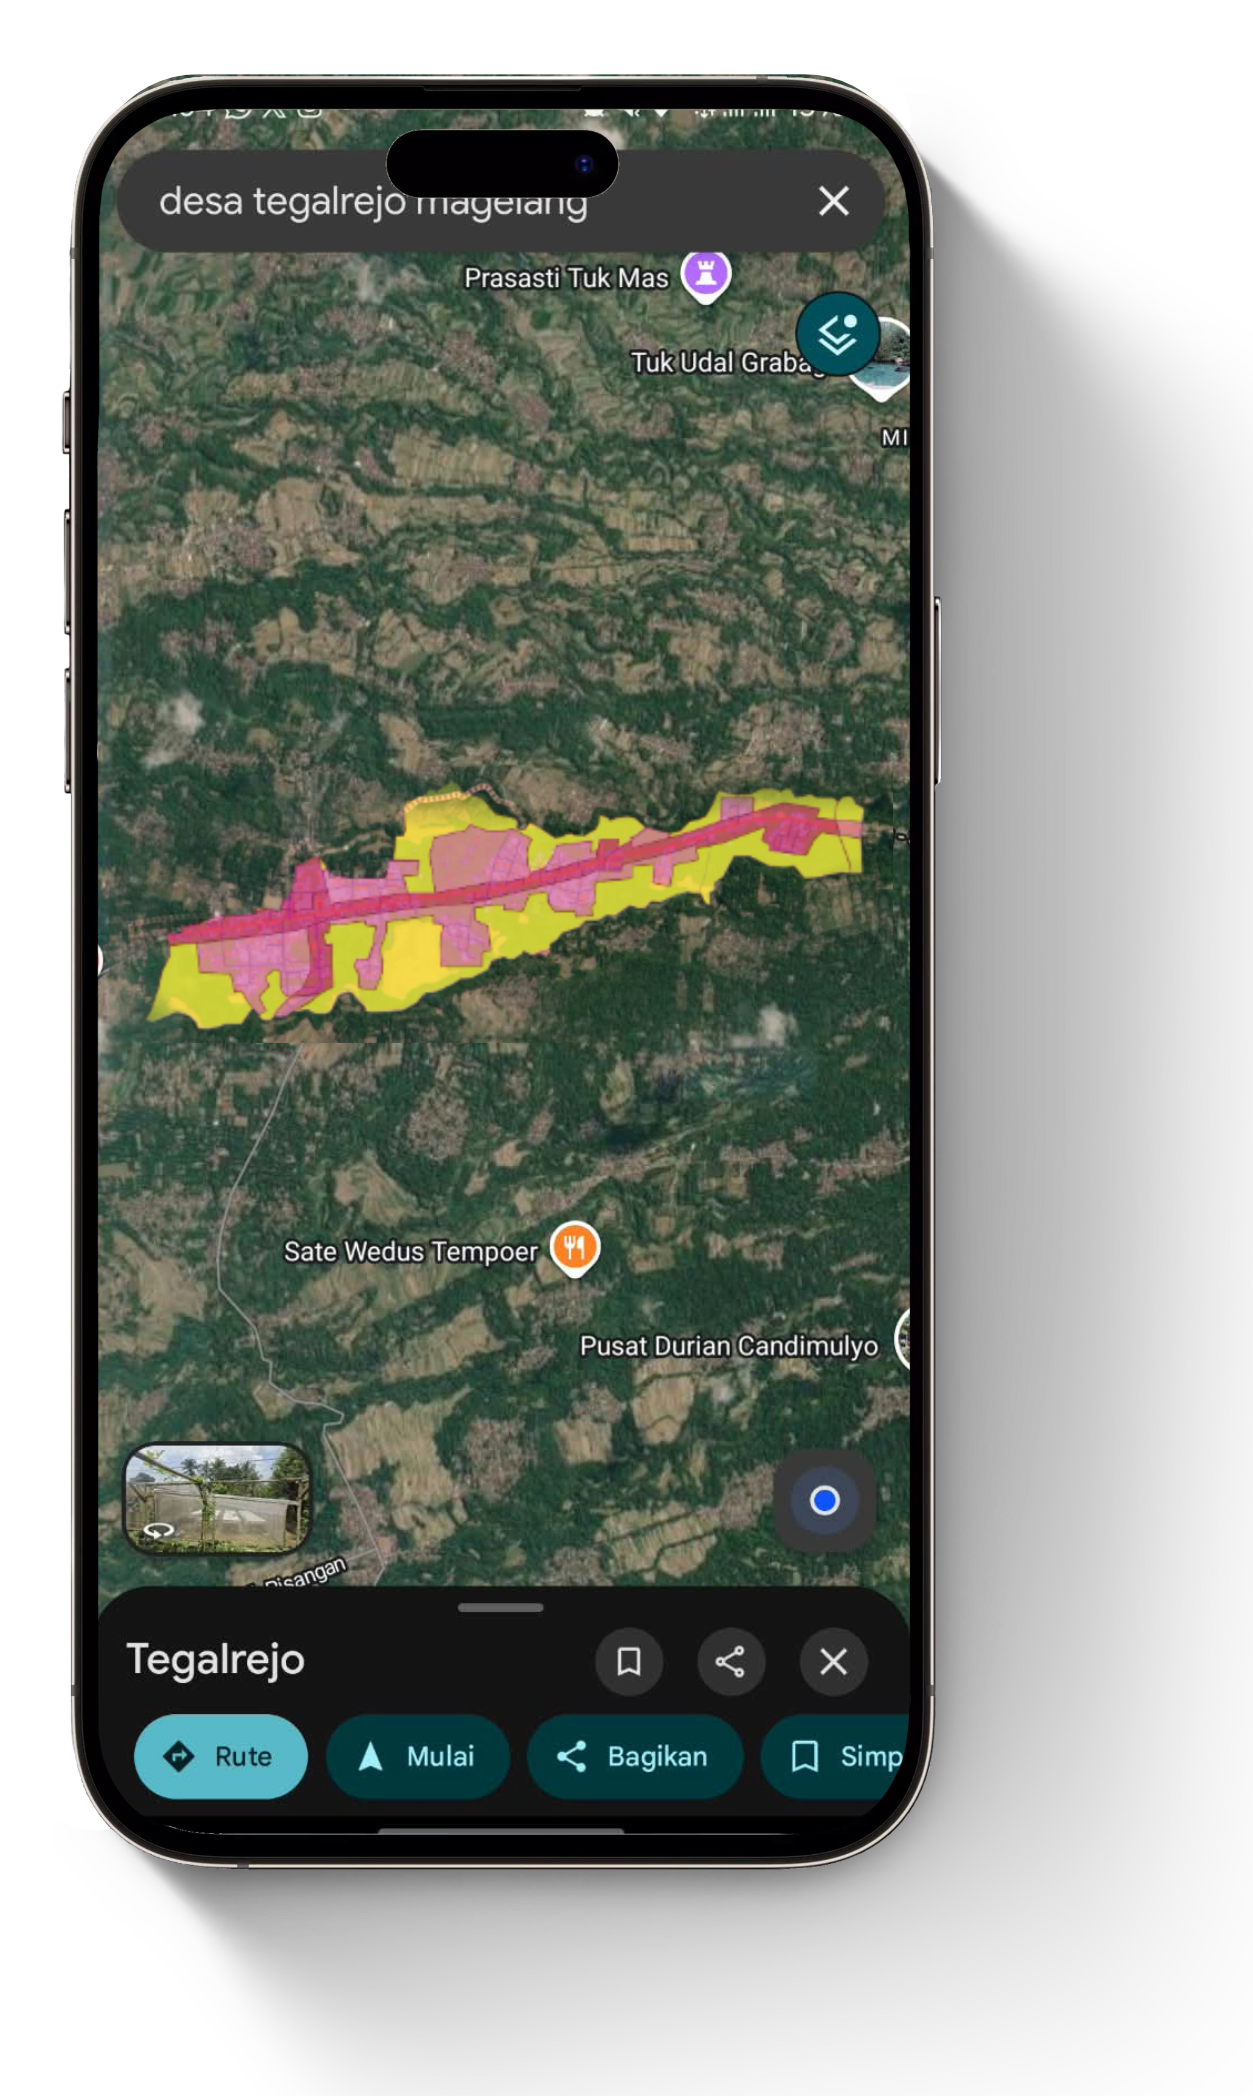 desa tegalrejo magelang
Prasasti Tuk Mas
Tuk Udal
MI
Sate Wedus Tempoer
Pusat Durian Candimulyo
Pisangan
Tegalrejo
Rute
Mulai
Bagikan
Simp